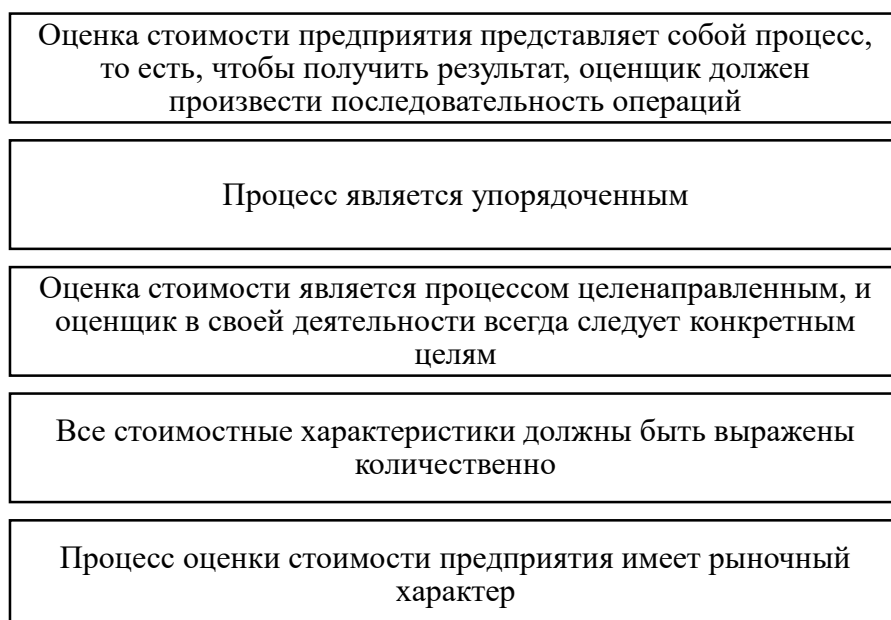 Оценка стоимости предприятия представляет собой процесс,
то есть, чтобы получить результат, оценщик должен
произвести последовательность операций
Процесс является упорядоченным
Оценка стоимости является процессом целенаправленным, и
оценщик в своей деятельности всегда следует конкретным
целям
Все стоимостные характеристики должны быть выражены
количественно
Процесс оценки стоимости предприятия имеет рыночный
характер